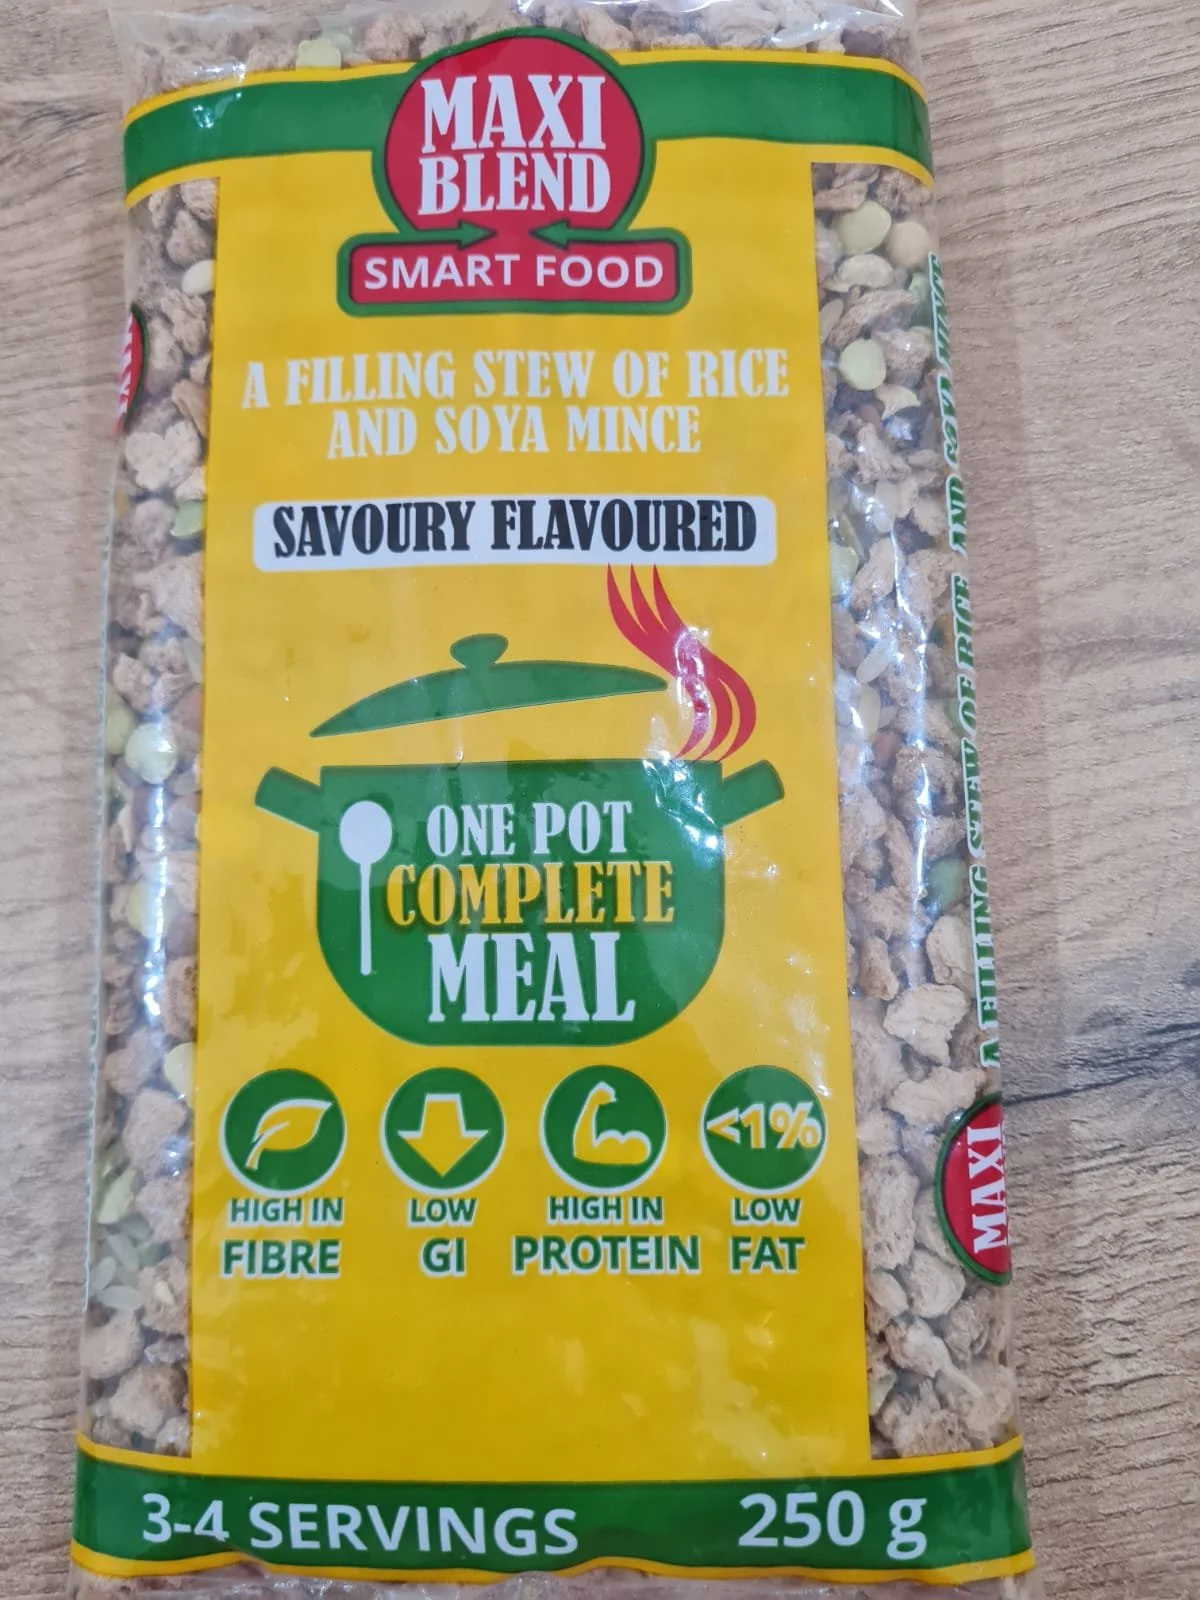 MAXI
BLEND
SMART FOOD
A FILLING STEW OF RICE
AND SOYA MINCE
SAVOURY FLAVOURED
ONE POT
COMPLETE
MEAL
<1%
HIGH IN
FIBRE
LOW
GI
HIGH IN
PROTEIN
LOW
FAT
3-4 SERVINGS
250 g
A FILLING STEW OF RICE AND SOYA MINCE
MAXI